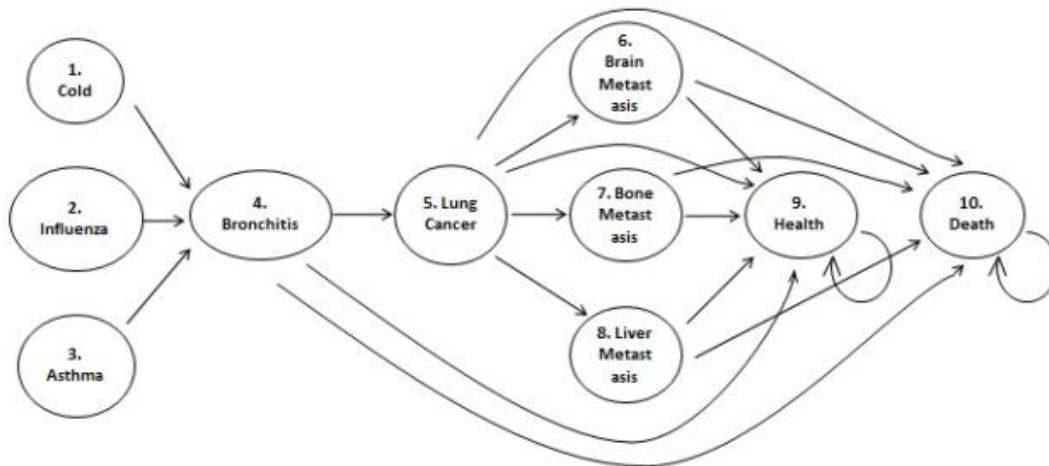 1.
Cold
2.
Influenza
3.
Asthma
4.
Bronchitis
5. Lung
Cancer
6.
Brain
Metast
asis
7. Bone
Metast
asis
8. Liver
Metast
asis
9.
Health
10.
Death